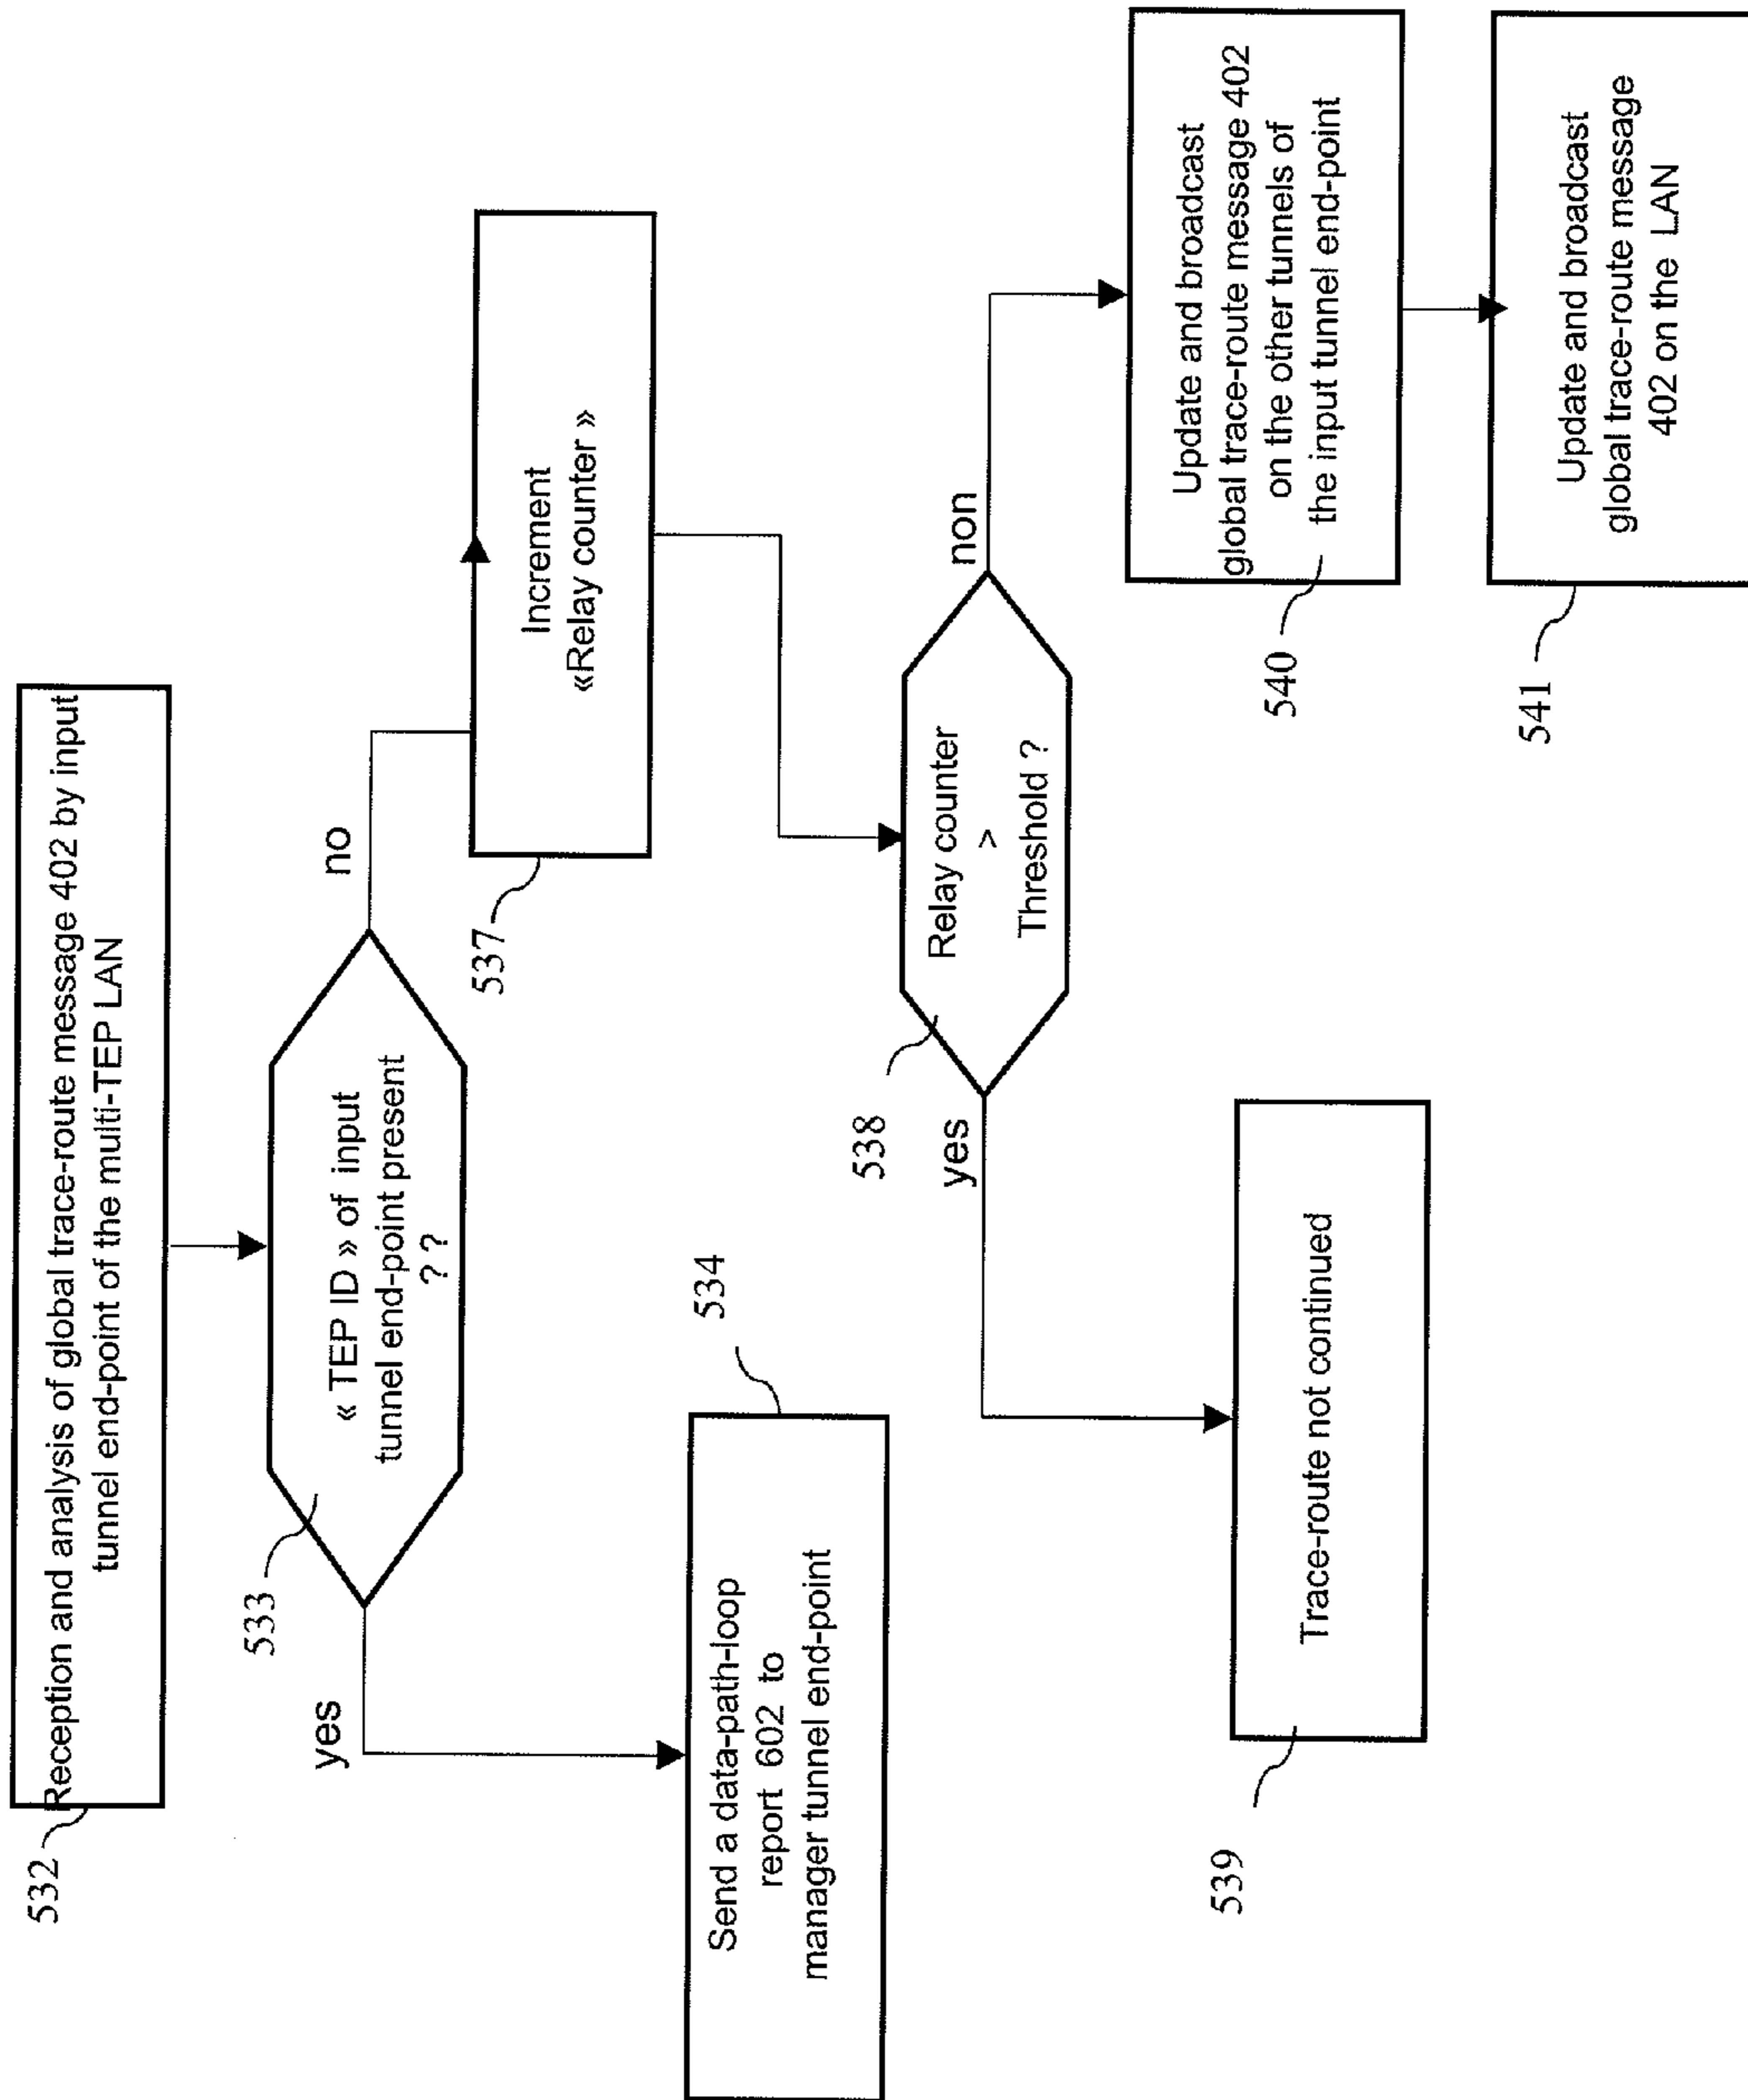 532
Reception and analysis of global trace-route message 402 by input
tunnel end-point of the multi-TEP LAN
533
« TEP ID » of input
tunnel end-point present
? ?
yes
no
534
Send a data-path-loop
report 602 to
manager tunnel end-point
537
Increment
«Relay counter »
538
Relay counter
>
Threshold ?
yes
non
539
Trace-route not continued
540
Update and broadcast
global trace-route message 402
on the other tunnels of
the input tunnel end-point
541
Update and broadcast
global trace-route message
402 on the LAN